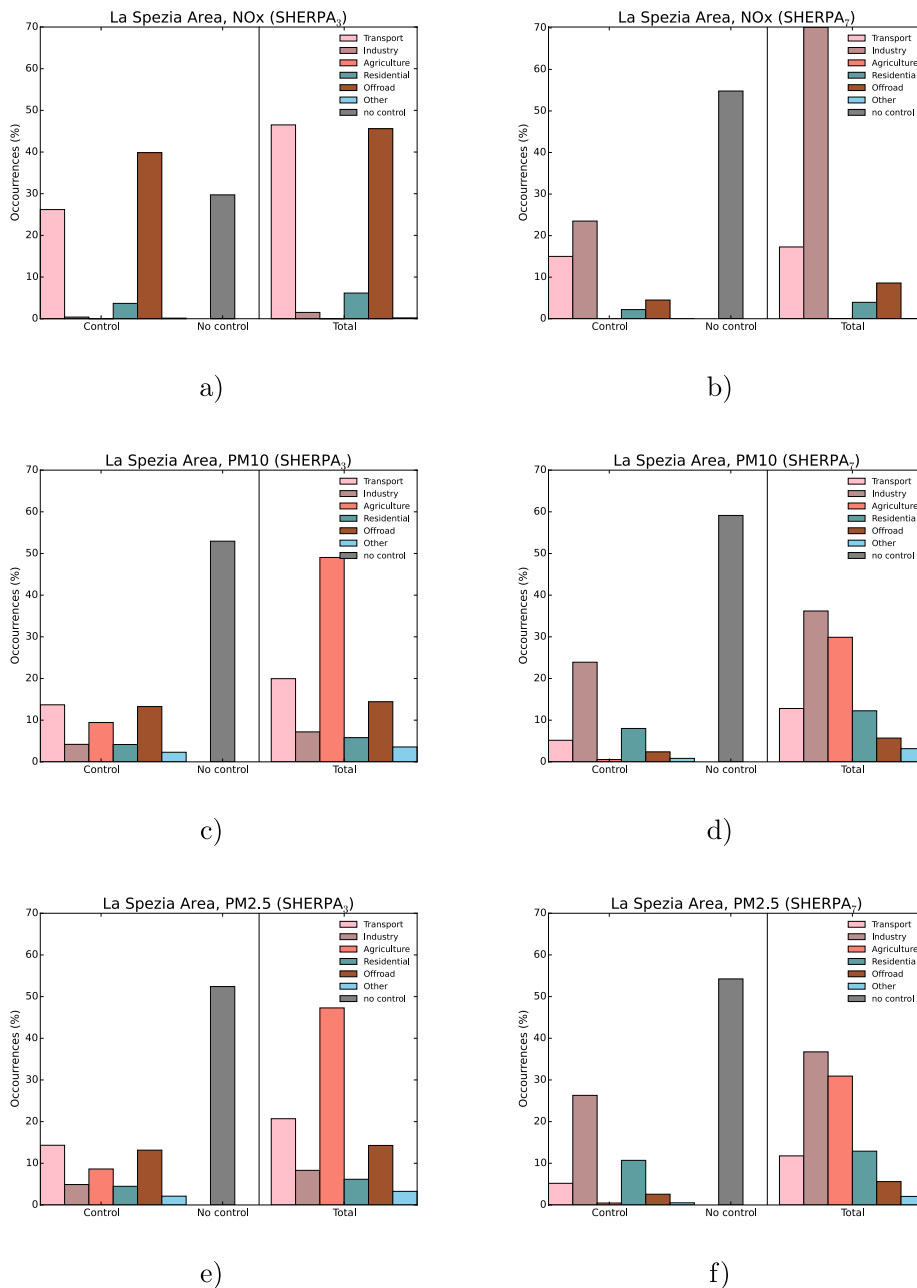 La Spezia Area, NOx (SHERPA₃)
70
60
50
40
30
20
10
0
Occourrences (%)
Transport
Industry
Agriculture
Residential
Offroad
Other
no control
Control
No control
Total
a)
La Spezia Area, NOx (SHERPA₇)
70
60
50
40
30
20
10
0
Occourrences (%)
Transport
Industry
Agriculture
Residentia
Offroad
Other
no control
Control
No control
Total
b)
La Spezia Area, PM10 (SHERPA₃)
70
60
50
40
30
20
10
0
Occourrences (%)
Transport
Industry
Agriculture
Residential
Offroad
Other
no control
Control
No control
Total
c)
La Spezia Area, PM10 (SHERPA₇)
70
60
50
40
30
20
10
0
Occourrences (%)
Transport
Industry
Agriculture
Residentia
Offroad
Other
no control
Control
No control
Total
d)
La Spezia Area, PM2.5 (SHERPA₃)
70
60
50
40
30
20
10
0
Occourrences (%)
Transport
Industry
Agriculture
Residential
Offroad
Other
no control
Control
No control
Total
e)
La Spezia Area, PM2.5 (SHERPA₇)
70
60
50
40
30
20
10
0
Occourrences (%)
Transport
Industry
Agriculture
Residentia
Offroad
Other
no control
Control
No control
Total
f)